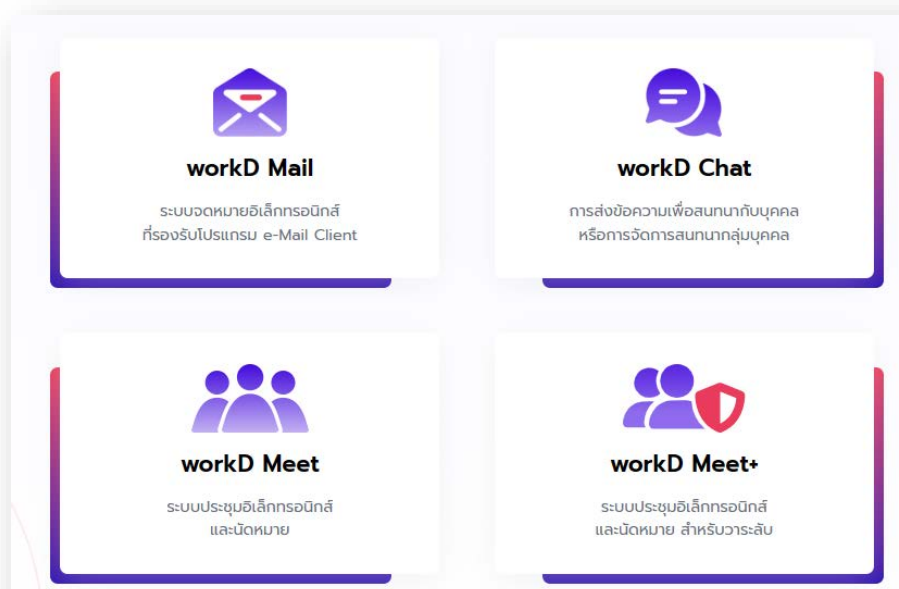 workD Mail
ระบบจดหมายอิเล็กทรอนิกส์
ที่รองรับโปรแกรม e-Mail Client
workD Chat
การส่งข้อความเพื่อสนทนากับบุคคล
หรือการจัดการสนทนากลุ่มบุคคล
workD Meet
ระบบประชุมอิเล็กทรอนิกส์
และนัดหมาย
workD Meet+
ระบบประชุมอิเล็กทรอนิกส์
และนัดหมาย สำหรับวาระลับ